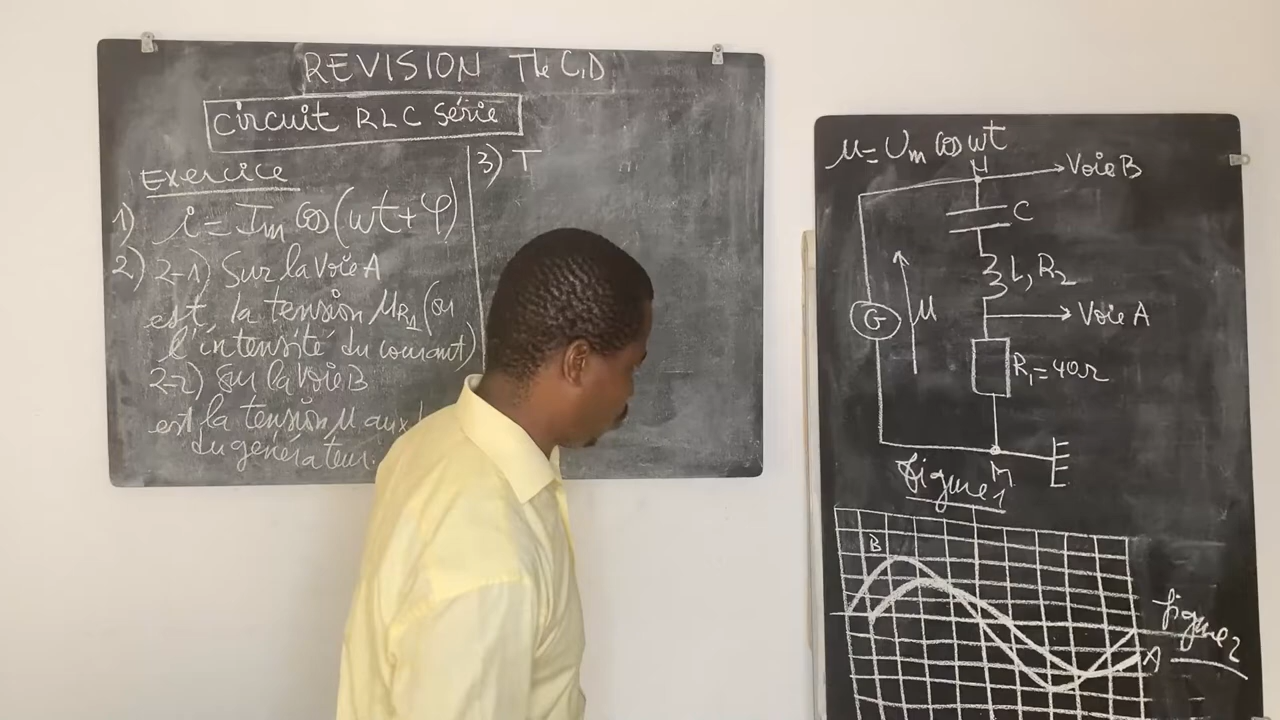 REVISION Tle C,D
Circuit RLC Série
Exercice
1) i = Im cos(wt+φ)
2) 2-1) Sur la Voie A
est, la tension uR1 (ou
l'intensité du courant)
2-2) Sur la Voie B
est la tension u aux
du générateur.
3) T
u = Um cos wt
Voie B
C
L, R2
Voie A
G
u
R1 = 40Ω
M
figure 1
B
figure 2
A